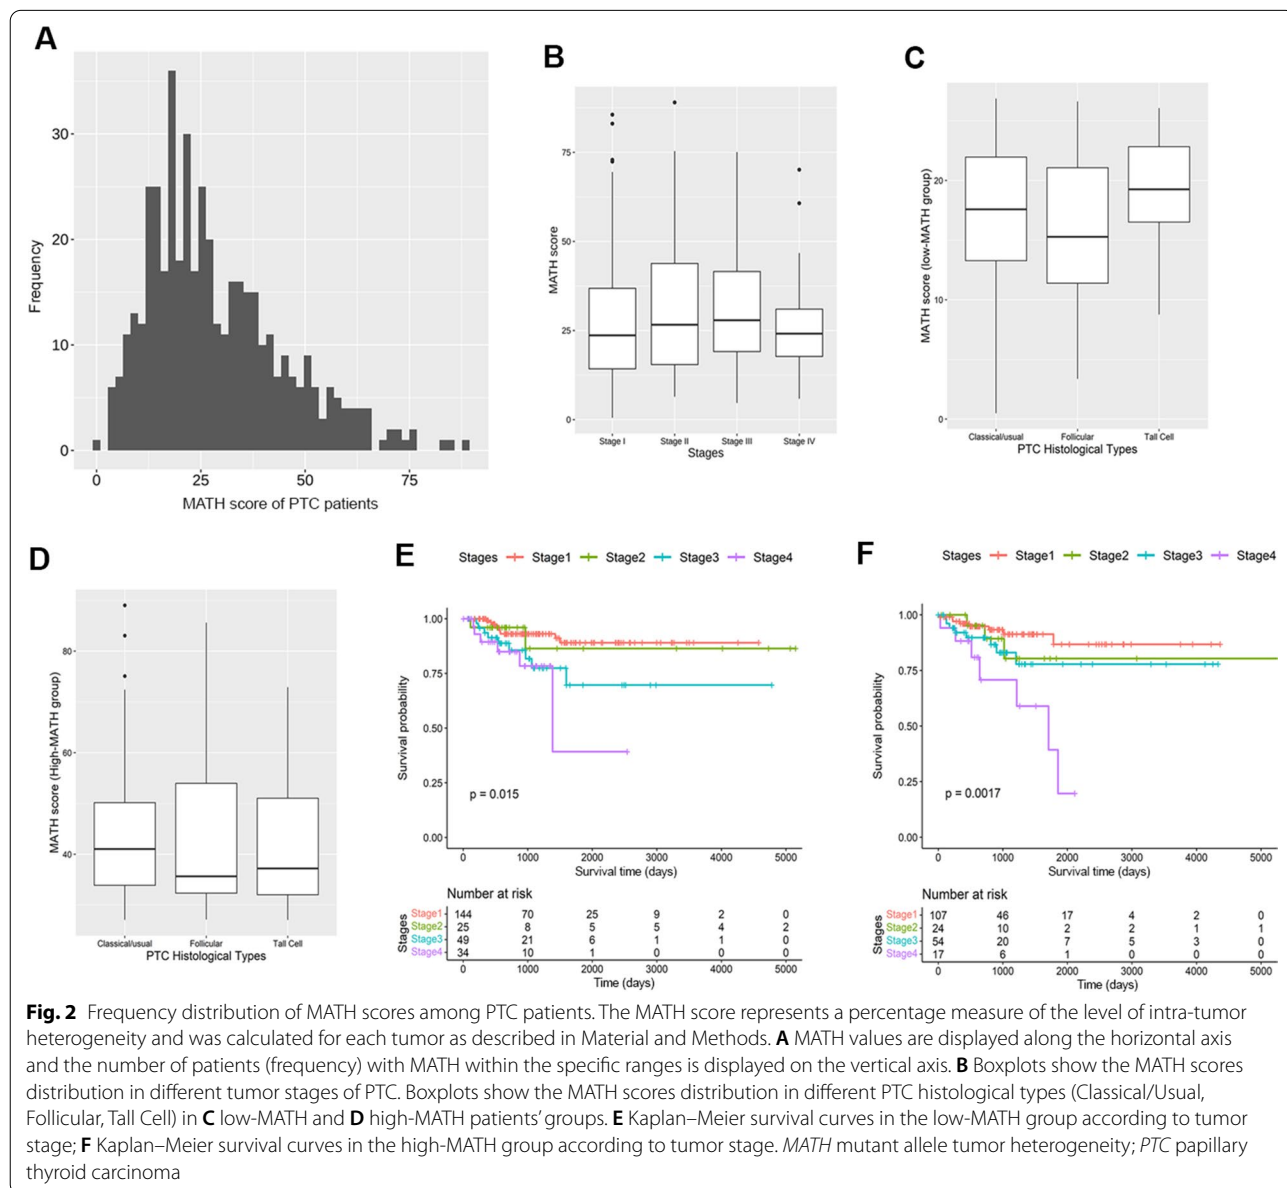 A
Frequency
30
20
10
0
0 25 50 75
MATH score of PTC patients
B
MATH score
75
50
25
0
Stage I Stage II Stage III Stage IV
Stages
C
MATH score (low-MATH group)
20
10
0
Classical/usual Follicular Tall Cell
PTC Histological Types
D
MATH score (High-MATH group)
80
60
40
Classical/usual Follicular Tall Cell
PTC Histological Types
E
Stages Stage1 Stage2 Stage3 Stage4
Survival probability
1.00
0.75
0.50
0.25
0.00
p = 0.015
0 1000 2000 3000 4000 5000
Survival time (days)
Number at risk
Stages
Stage1 144 70 25 9 2 0
Stage2 25 8 5 5 4 2
Stage3 49 21 6 1 1 0
Stage4 34 10 1 0 0 0
0 1000 2000 3000 4000 5000
Time (days)
F
Stages Stage1 Stage2 Stage3 Stage4
Survival probability
1.00
0.75
0.50
0.25
0.00
p = 0.0017
0 1000 2000 3000 4000 5000
Survival time (days)
Number at risk
Stages
Stage1 107 46 17 4 2 0
Stage2 24 10 2 2 1 1
Stage3 54 20 7 5 3 0
Stage4 17 6 1 0 0 0
0 1000 2000 3000 4000 5000
Time (days)
Fig. 2 Frequency distribution of MATH scores among PTC patients. The MATH score represents a percentage measure of the level of intra-tumor
heterogeneity and was calculated for each tumor as described in Material and Methods. A MATH values are displayed along the horizontal axis
and the number of patients (frequency) with MATH within the specific ranges is displayed on the vertical axis. B Boxplots show the MATH scores
distribution in different tumor stages of PTC. Boxplots show the MATH scores distribution in different PTC histological types (Classical/Usual,
Follicular, Tall Cell) in C low-MATH and D high-MATH patients' groups. E Kaplan–Meier survival curves in the low-MATH group according to tumor
stage; F Kaplan–Meier survival curves in the high-MATH group according to tumor stage. MATH mutant allele tumor heterogeneity; PTC papillary
thyroid carcinoma